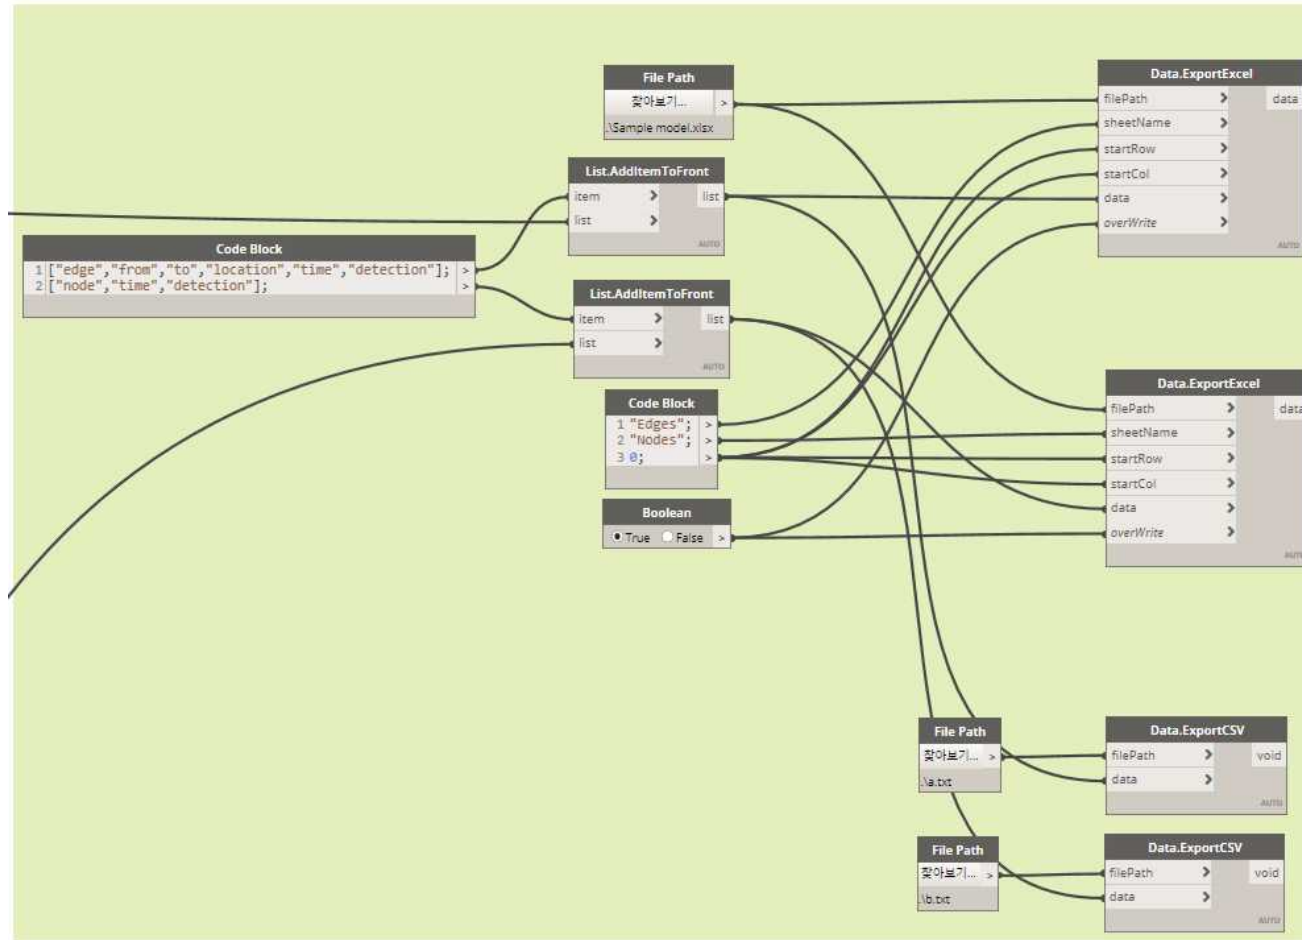 File Path
찾아보기... >
.\Sample model.xlsx
Data.ExportExcel
filePath > data
sheetName >
startRow >
startCol >
data >
overWrite >
AUTO
List.AddItemToFront
item > list
list >
AUTO
Code Block
1 ["edge","from","to","location","time","detection"]; >
2 ["node","time","detection"]; >
List.AddItemToFront
item > list
list >
AUTO
Code Block
1 "Edges"; >
2 "Nodes"; >
3 0; >
Boolean
True False >
Data.ExportExcel
filePath > data
sheetName >
startRow >
startCol >
data >
overWrite >
AUTO
File Path
찾아보기... >
.\a.txt
Data.ExportCSV
filePath > void
data >
AUTO
File Path
찾아보기... >
.\b.txt
Data.ExportCSV
filePath > void
data >
AUTO